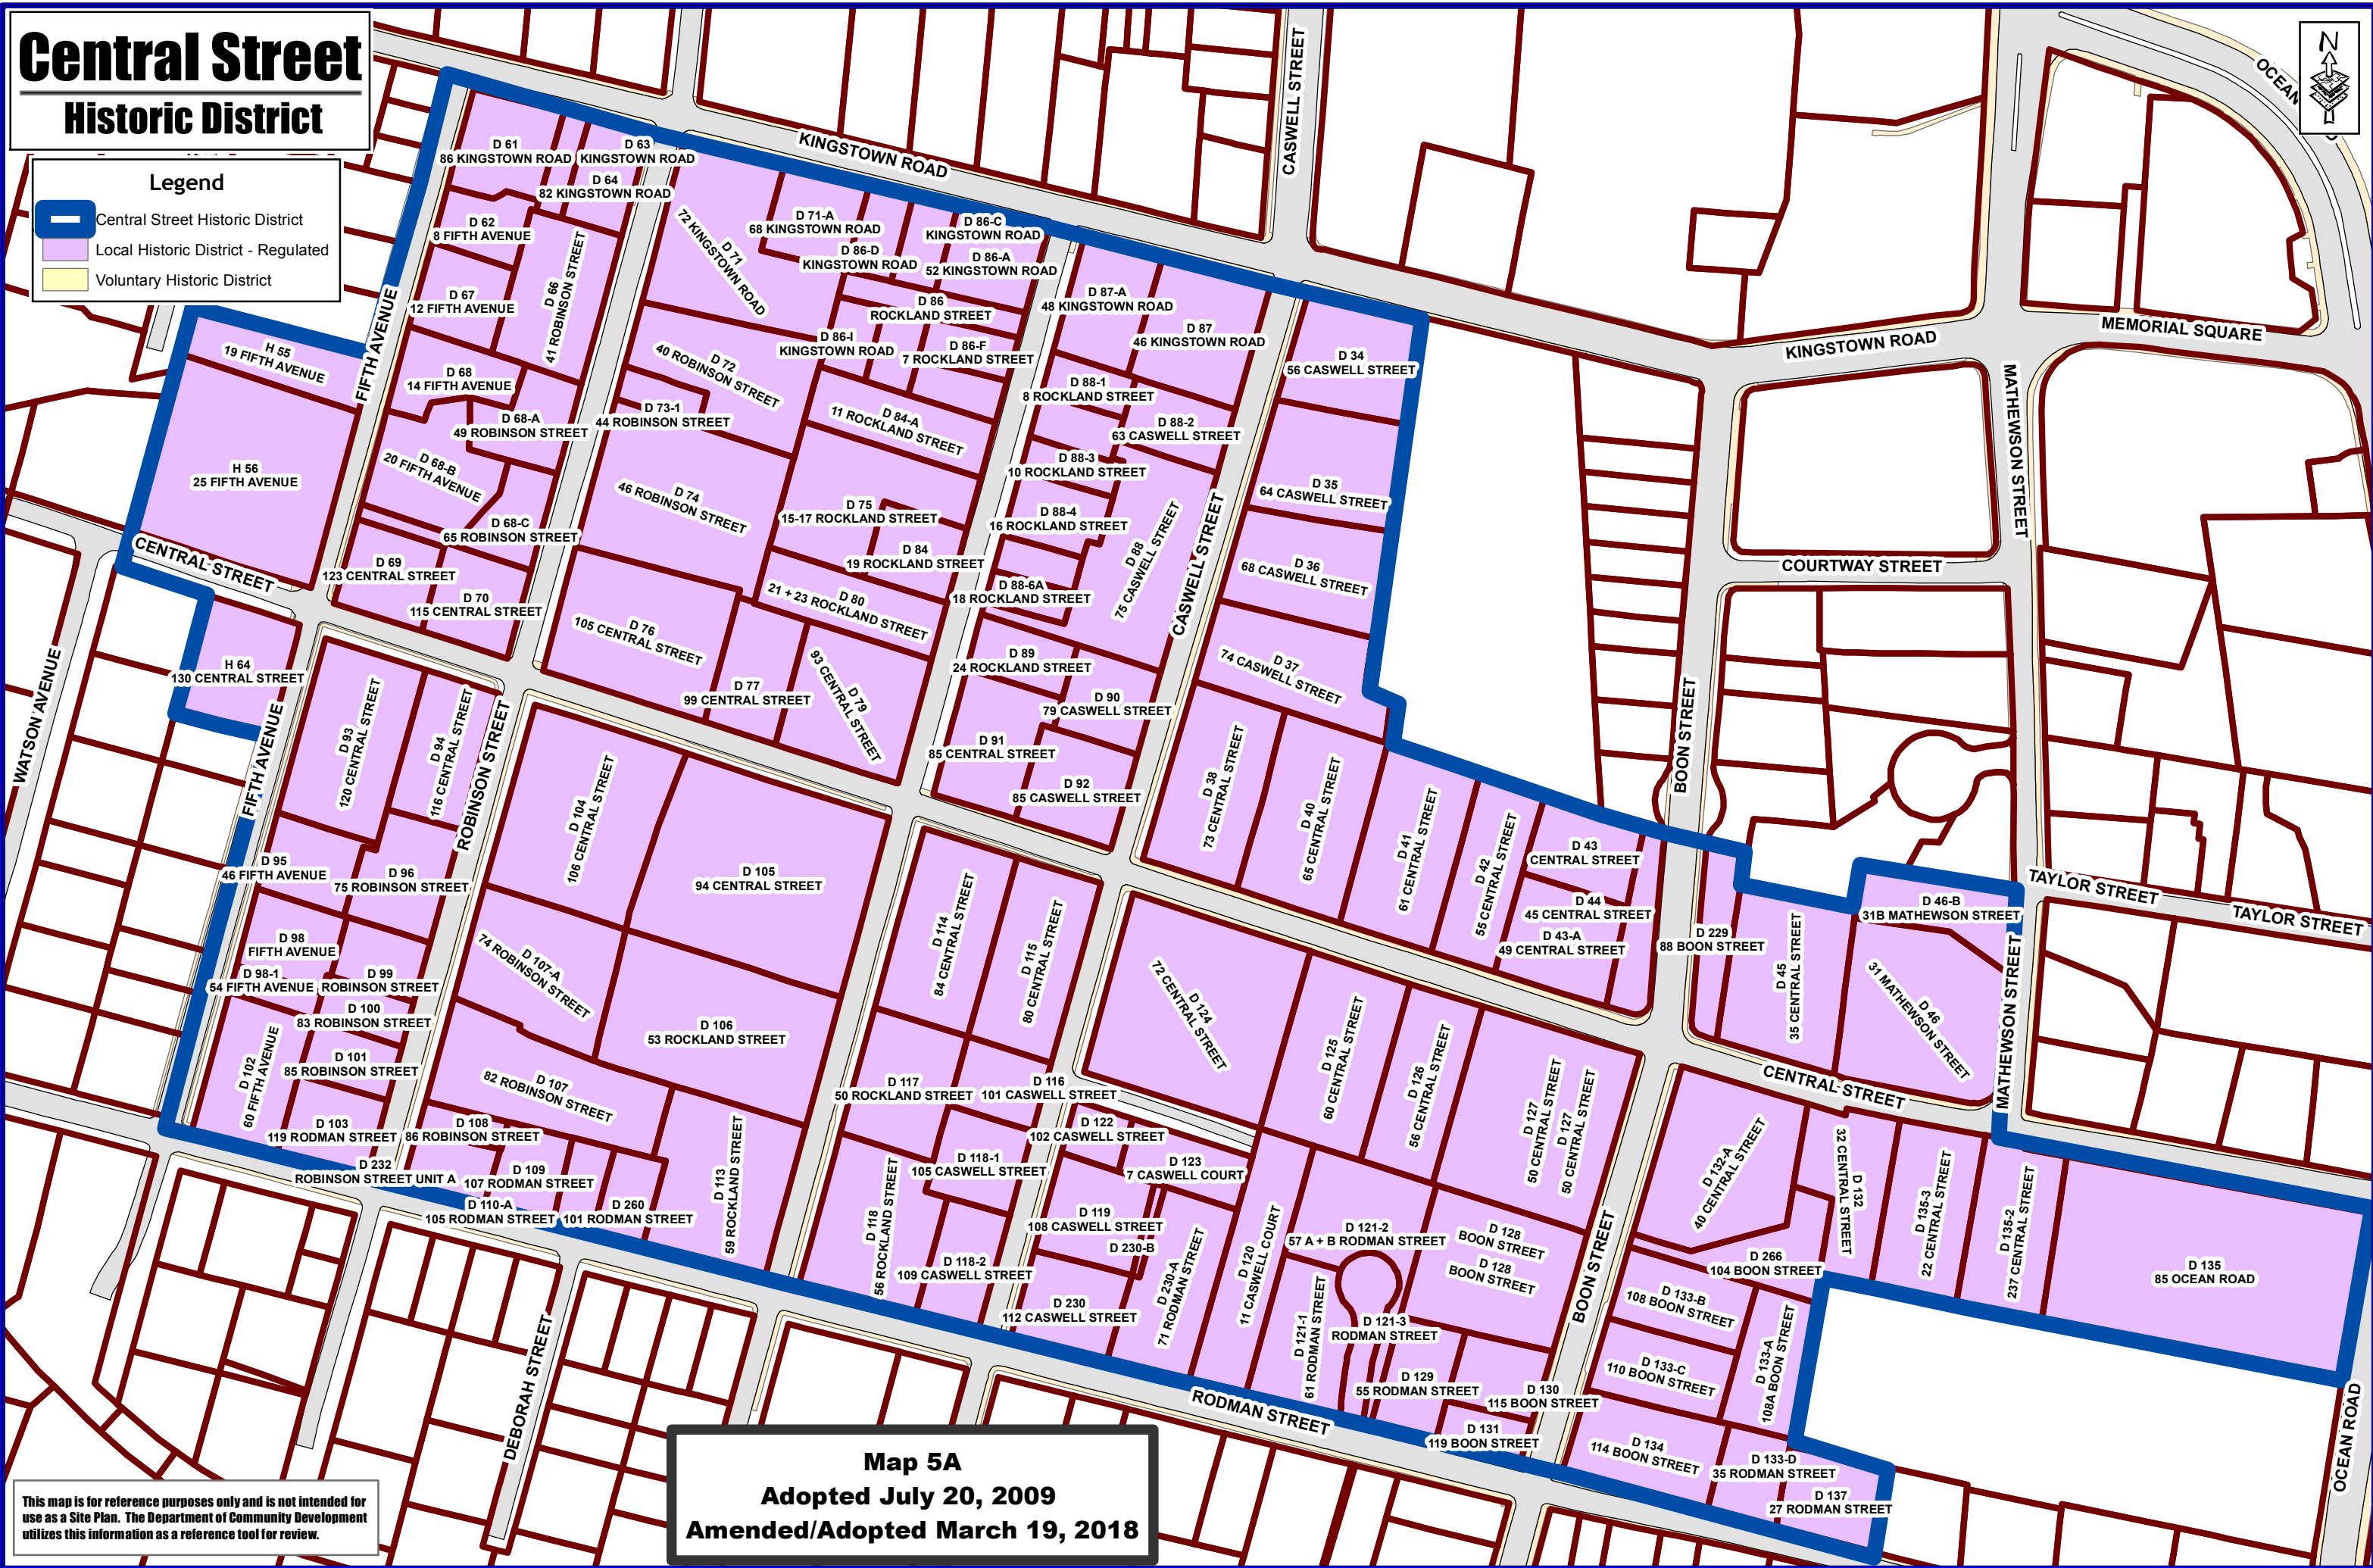 Central Street
Historic District
Legend
Central Street Historic District
Local Historic District - Regulated
Voluntary Historic District
N
OCEAN
KINGSTOWN ROAD
CASWELL STREET
KINGSTOWN ROAD
MEMORIAL SQUARE
MATHEWSON STREET
COURTWAY STREET
FIFTH AVENUE
CENTRAL STREET
WATSON AVENUE
FIFTH AVENUE
ROBINSON STREET
CASWELL STREET
BOON STREET
TAYLOR STREET
TAYLOR STREET
MATHEWSON STREET
CENTRAL STREET
BOON STREET
RODMAN STREET
DEBORAH STREET
OCEAN ROAD
D 61
86 KINGSTOWN ROAD
D 63
KINGSTOWN ROAD
D 64
82 KINGSTOWN ROAD
D 62
8 FIFTH AVENUE
D 66
41 ROBINSON STREET
D 67
12 FIFTH AVENUE
D 68
14 FIFTH AVENUE
D 68-A
49 ROBINSON STREET
D 68-B
20 FIFTH AVENUE
D 68-C
65 ROBINSON STREET
D 69
123 CENTRAL STREET
D 70
115 CENTRAL STREET
H 55
19 FIFTH AVENUE
H 56
25 FIFTH AVENUE
H 64
130 CENTRAL STREET
D 71
72 KINGSTOWN ROAD
D 71-A
68 KINGSTOWN ROAD
D 86-D
KINGSTOWN ROAD
D 86-C
KINGSTOWN ROAD
D 86-A
52 KINGSTOWN ROAD
D 86
ROCKLAND STREET
D 86-I
KINGSTOWN ROAD
D 86-F
7 ROCKLAND STREET
D 72
40 ROBINSON STREET
D 73-1
44 ROBINSON STREET
D 84-A
11 ROCKLAND STREET
D 74
46 ROBINSON STREET
D 75
15-17 ROCKLAND STREET
D 84
19 ROCKLAND STREET
D 80
21 + 23 ROCKLAND STREET
D 76
105 CENTRAL STREET
D 77
99 CENTRAL STREET
D 79
93 CENTRAL STREET
D 87-A
48 KINGSTOWN ROAD
D 87
46 KINGSTOWN ROAD
D 88-1
8 ROCKLAND STREET
D 88-2
63 CASWELL STREET
D 88-3
10 ROCKLAND STREET
D 88-4
16 ROCKLAND STREET
D 88
75 CASWELL STREET
D 88-6A
18 ROCKLAND STREET
D 89
24 ROCKLAND STREET
D 90
79 CASWELL STREET
D 91
85 CENTRAL STREET
D 92
85 CASWELL STREET
D 34
56 CASWELL STREET
D 35
64 CASWELL STREET
D 36
68 CASWELL STREET
D 37
74 CASWELL STREET
D 38
73 CENTRAL STREET
D 40
65 CENTRAL STREET
D 41
61 CENTRAL STREET
D 42
55 CENTRAL STREET
D 43
CENTRAL STREET
D 44
45 CENTRAL STREET
D 43-A
49 CENTRAL STREET
D 229
88 BOON STREET
D 45
35 CENTRAL STREET
D 46-B
31B MATHEWSON STREET
D 46
31 MATHEWSON STREET
D 93
120 CENTRAL STREET
D 94
116 CENTRAL STREET
D 95
46 FIFTH AVENUE
D 96
75 ROBINSON STREET
D 98
FIFTH AVENUE
D 98-1
54 FIFTH AVENUE
D 99
ROBINSON STREET
D 100
83 ROBINSON STREET
D 101
85 ROBINSON STREET
D 102
60 FIFTH AVENUE
D 103
119 RODMAN STREET
D 104
106 CENTRAL STREET
D 105
94 CENTRAL STREET
D 107-A
74 ROBINSON STREET
D 106
53 ROCKLAND STREET
D 107
82 ROBINSON STREET
D 108
86 ROBINSON STREET
D 232
ROBINSON STREET UNIT A
D 109
107 RODMAN STREET
D 110-A
105 RODMAN STREET
D 260
101 RODMAN STREET
D 113
59 ROCKLAND STREET
D 114
84 CENTRAL STREET
D 115
80 CENTRAL STREET
D 117
50 ROCKLAND STREET
D 116
101 CASWELL STREET
D 118-1
105 CASWELL STREET
D 118
56 ROCKLAND STREET
D 118-2
109 CASWELL STREET
D 124
72 CENTRAL STREET
D 125
60 CENTRAL STREET
D 126
56 CENTRAL STREET
D 127
50 CENTRAL STREET
D 127
50 CENTRAL STREET
D 122
102 CASWELL STREET
D 123
7 CASWELL COURT
D 119
108 CASWELL STREET
D 230-B
D 230
112 CASWELL STREET
D 230-A
71 RODMAN STREET
D 120
11 CASWELL COURT
D 121-2
57 A + B RODMAN STREET
D 121-1
61 RODMAN STREET
D 121-3
RODMAN STREET
D 128
BOON STREET
D 128
BOON STREET
D 129
55 RODMAN STREET
D 130
115 BOON STREET
D 131
119 BOON STREET
D 132-A
40 CENTRAL STREET
D 132
32 CENTRAL STREET
D 135-3
22 CENTRAL STREET
D 135-2
237 CENTRAL STREET
D 135
85 OCEAN ROAD
D 266
104 BOON STREET
D 133-B
108 BOON STREET
D 133-A
108A BOON STREET
D 133-C
110 BOON STREET
D 134
114 BOON STREET
D 133-D
35 RODMAN STREET
D 137
27 RODMAN STREET
Map 5A
Adopted July 20, 2009
Amended/Adopted March 19, 2018
This map is for reference purposes only and is not intended for
use as a Site Plan. The Department of Community Development
utilizes this information as a reference tool for review.